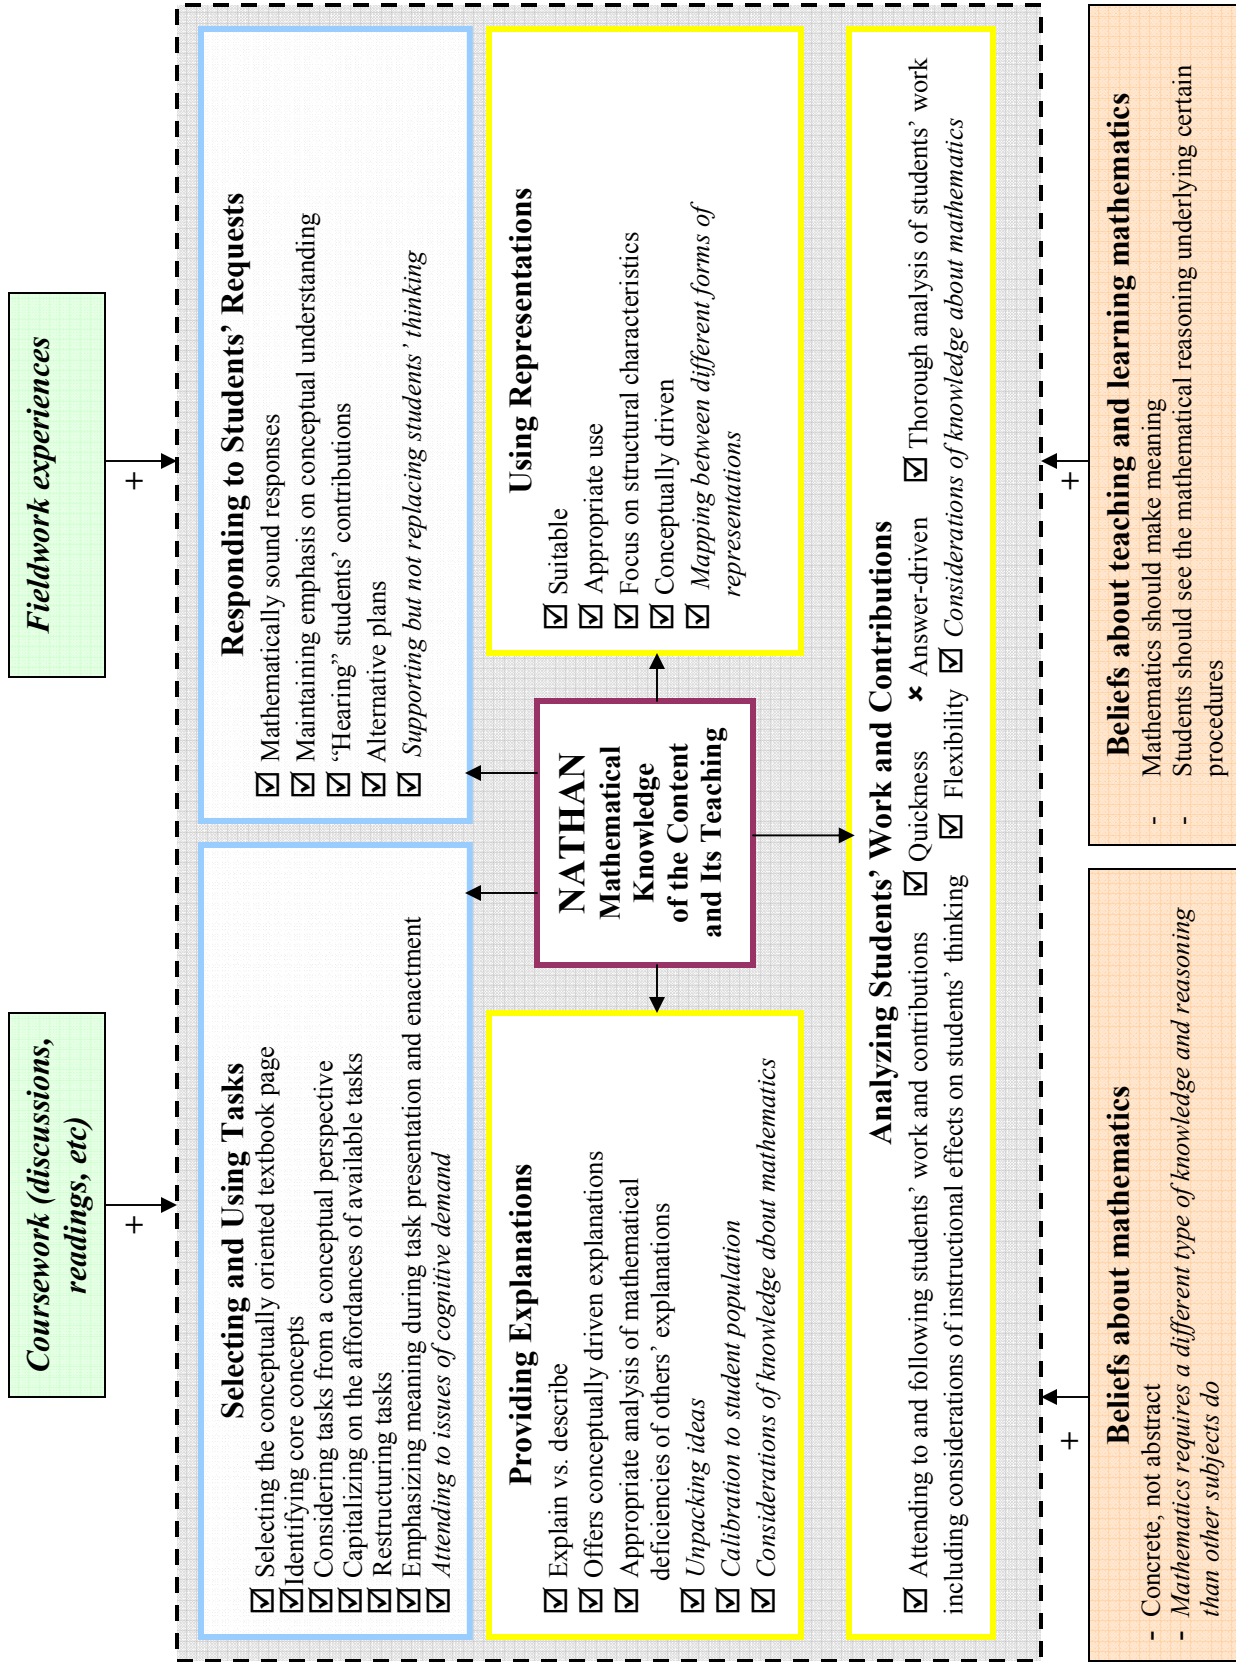 Coursework (discussions,
readings, etc)
+
Fieldwork experiences
+
Selecting and Using Tasks
☑ Selecting the conceptually oriented textbook page
☑ Identifying core concepts
☑ Considering tasks from a conceptual perspective
☑ Capitalizing on the affordances of available tasks
☑ Restructuring tasks
☑ Emphasizing meaning during task presentation and enactment
☑ Attending to issues of cognitive demand
Responding to Students’ Requests
☑ Mathematically sound responses
☑ Maintaining emphasis on conceptual understanding
☑ “Hearing” students’ contributions
☑ Alternative plans
☑ Supporting but not replacing students’ thinking
Providing Explanations
☑ Explain vs. describe
☑ Offers conceptually driven explanations
☑ Appropriate analysis of mathematical
deficiencies of others’ explanations
☑ Unpacking ideas
☑ Calibration to student population
☑ Considerations of knowledge about mathematics
NATHAN
Mathematical
Knowledge
of the Content
and Its Teaching
Using Representations
☑ Suitable
☑ Appropriate use
☑ Focus on structural characteristics
☑ Conceptually driven
☑ Mapping between different forms of
representations
Analyzing Students’ Work and Contributions
☑ Attending to and following students’ work and contributions ☑ Quickness ✖ Answer-driven ☑ Thorough analysis of students’ work
including considerations of instructional effects on students’ thinking ☑ Flexibility ☑ Considerations of knowledge about mathematics
+
Beliefs about mathematics
- Concrete, not abstract
- Mathematics requires a different type of knowledge and reasoning
than other subjects do
+
Beliefs about teaching and learning mathematics
- Mathematics should make meaning
- Students should see the mathematical reasoning underlying certain
procedures